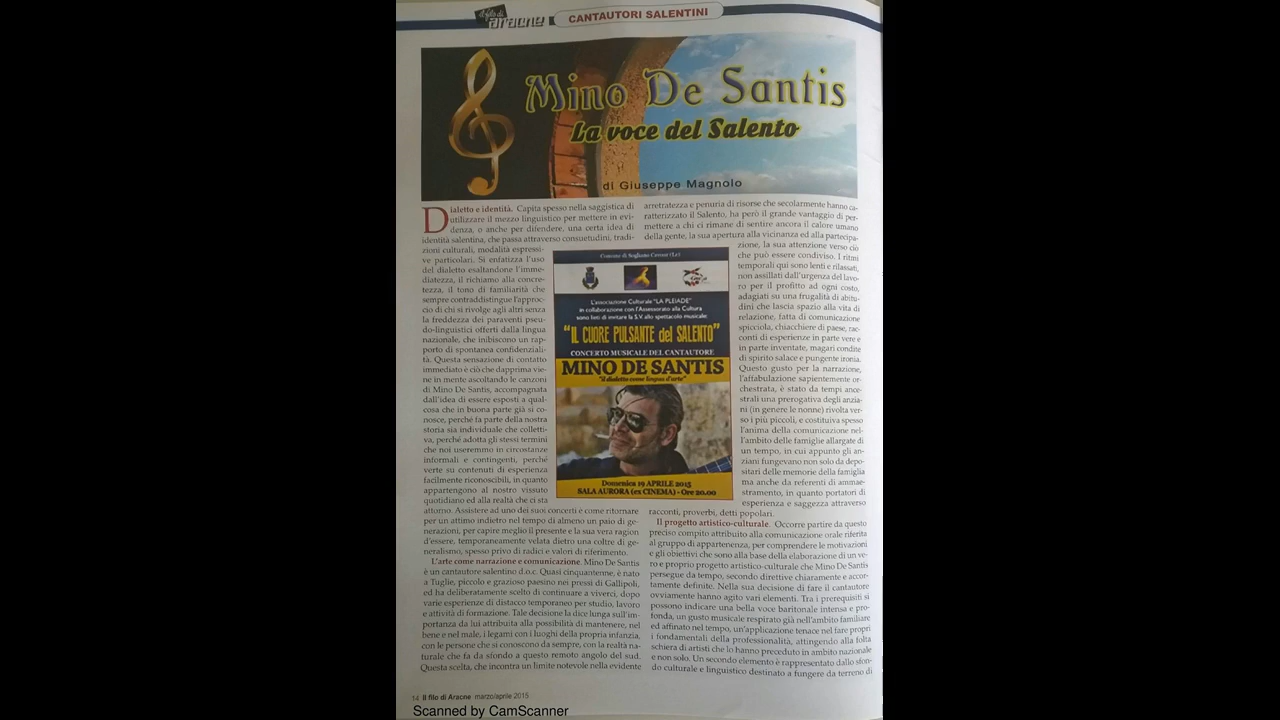 il filo di
aracne
CANTAUTORI SALENTINI
Mino De Santis
La voce del Salento
di Giuseppe Magnolo
Dialetto e identità. Capita spesso nella saggistica di
utilizzare il mezzo linguistico per mettere in evi-
denza, o anche per difendere, una certa idea di
identità salentina, che passa attraverso consuetudini, tradi-
zioni culturali, modalità espressi-
ve particolari. Si enfatizza l'uso
del dialetto esaltandone l'imme-
diatezza, il richiamo alla concre-
tezza, il tono di familiarità che
sempre contraddistingue l'approc-
cio di chi si rivolge agli altri senza
la freddezza dei paraventi pseu-
do-linguistici offerti dalla lingua
nazionale, che inibiscono un rap-
porto di spontanea confidenziali-
tà. Questa sensazione di contatto
immediato è ciò che dapprima vie-
ne in mente ascoltando le canzoni
di Mino De Santis, accompagnata
dall'idea di essere esposti a qual-
cosa che in buona parte già si co-
nosce, perché fa parte della nostra
storia sia individuale che colletti-
va, perché adotta gli stessi termini
che noi useremmo in circostanze
informali e contingenti, perché
verte su contenuti di esperienza
facilmente riconoscibili, in quanto
appartengono al nostro vissuto
quotidiano ed alla realtà che ci sta
attorno. Assistere ad uno dei suoi concerti è come ritornare
per un attimo indietro nel tempo di almeno un paio di ge-
nerazioni, per capire meglio il presente e la sua vera ragion
d'essere, temporaneamente velata dietro una coltre di ge-
neralismo, spesso privo di radici e valori di riferimento.
L'arte come narrazione e comunicazione. Mino De Santis
è un cantautore salentino d.o.c. Quasi cinquantenne, è nato
a Tuglie, piccolo e grazioso paesino nei pressi di Gallipoli,
ed ha deliberatamente scelto di continuare a viverci, dopo
varie esperienze di distacco temporaneo per studio, lavoro
e attività di formazione. Tale decisione la dice lunga sull'im-
portanza da lui attribuita alla possibilità di mantenere, nel
bene e nel male, i legami con i luoghi della propria infanzia,
con le persone che si conoscono da sempre, con la realtà na-
turale che fa da sfondo a questo remoto angolo del sud.
Questa scelta, che incontra un limite notevole nella evidente
Comune di Sogliano Cavour (Le)
L'associazione Culturale "LA PLEIADE"
in collaborazione con l'Assessorato alla Cultura
sono lieti di invitare la S.V. allo spettacolo musicale:
"IL CUORE PULSANTE del SALENTO"
CONCERTO MUSICALE DEL CANTAUTORE
MINO DE SANTIS
"il dialetto come lingua d'arte"
Domenica 19 APRILE 2015
SALA AURORA (ex CINEMA) - Ore 20.00
arretratezza e penuria di risorse che secolarmente hanno ca-
ratterizzato il Salento, ha però il grande vantaggio di per-
mettere a chi ci rimane di sentire ancora il calore umano
della gente, la sua apertura alla vicinanza ed alla partecipa-
zione, la sua attenzione verso ciò
che può essere condiviso. I ritmi
temporali qui sono lenti e rilassati,
non assillati dall'urgenza del lavo-
ro per il profitto ad ogni costo,
adagiati su una frugalità di abitu-
dini che lascia spazio alla vita di
relazione, fatta di comunicazione
spicciola, chiacchiere di paese, rac-
conti di esperienze in parte vere e
in parte inventate, magari condite
di spirito salace e pungente ironia.
Questo gusto per la narrazione,
l'affabulazione sapientemente or-
chestrata, è stato da tempi ance-
strali una prerogativa degli anzia-
ni (in genere le nonne) rivolta ver-
so i più piccoli, e costituiva spesso
l'anima della comunicazione nel-
l'ambito delle famiglie allargate di
un tempo, in cui appunto gli an-
ziani fungevano non solo da depo-
sitari delle memorie della famiglia
ma anche da referenti di ammae-
stramento, in quanto portatori di
esperienza e saggezza attraverso
racconti, proverbi, detti popolari.
Il progetto artistico-culturale. Occorre partire da questo
preciso compito attribuito alla comunicazione orale riferita
al gruppo di appartenenza, per comprendere le motivazioni
e gli obiettivi che sono alla base della elaborazione di un ve-
ro e proprio progetto artistico-culturale che Mino De Santis
persegue da tempo, secondo direttive chiaramente e accor-
tamente definite. Nella sua decisione di fare il cantautore
ovviamente hanno agito vari elementi. Tra i prerequisiti si
possono indicare una bella voce baritonale intensa e pro-
fonda, un gusto musicale respirato già nell'ambito familiare
ed affinato nel tempo, un'applicazione tenace nel fare propri
i fondamentali della professionalità, attingendo alla folta
schiera di artisti che lo hanno preceduto in ambito nazionale
e non solo. Un secondo elemento è rappresentato dallo sfon-
do culturale e linguistico destinato a fungere da terreno di
14 Il filo di Aracne marzo/aprile 2015
Scanned by CamScanner